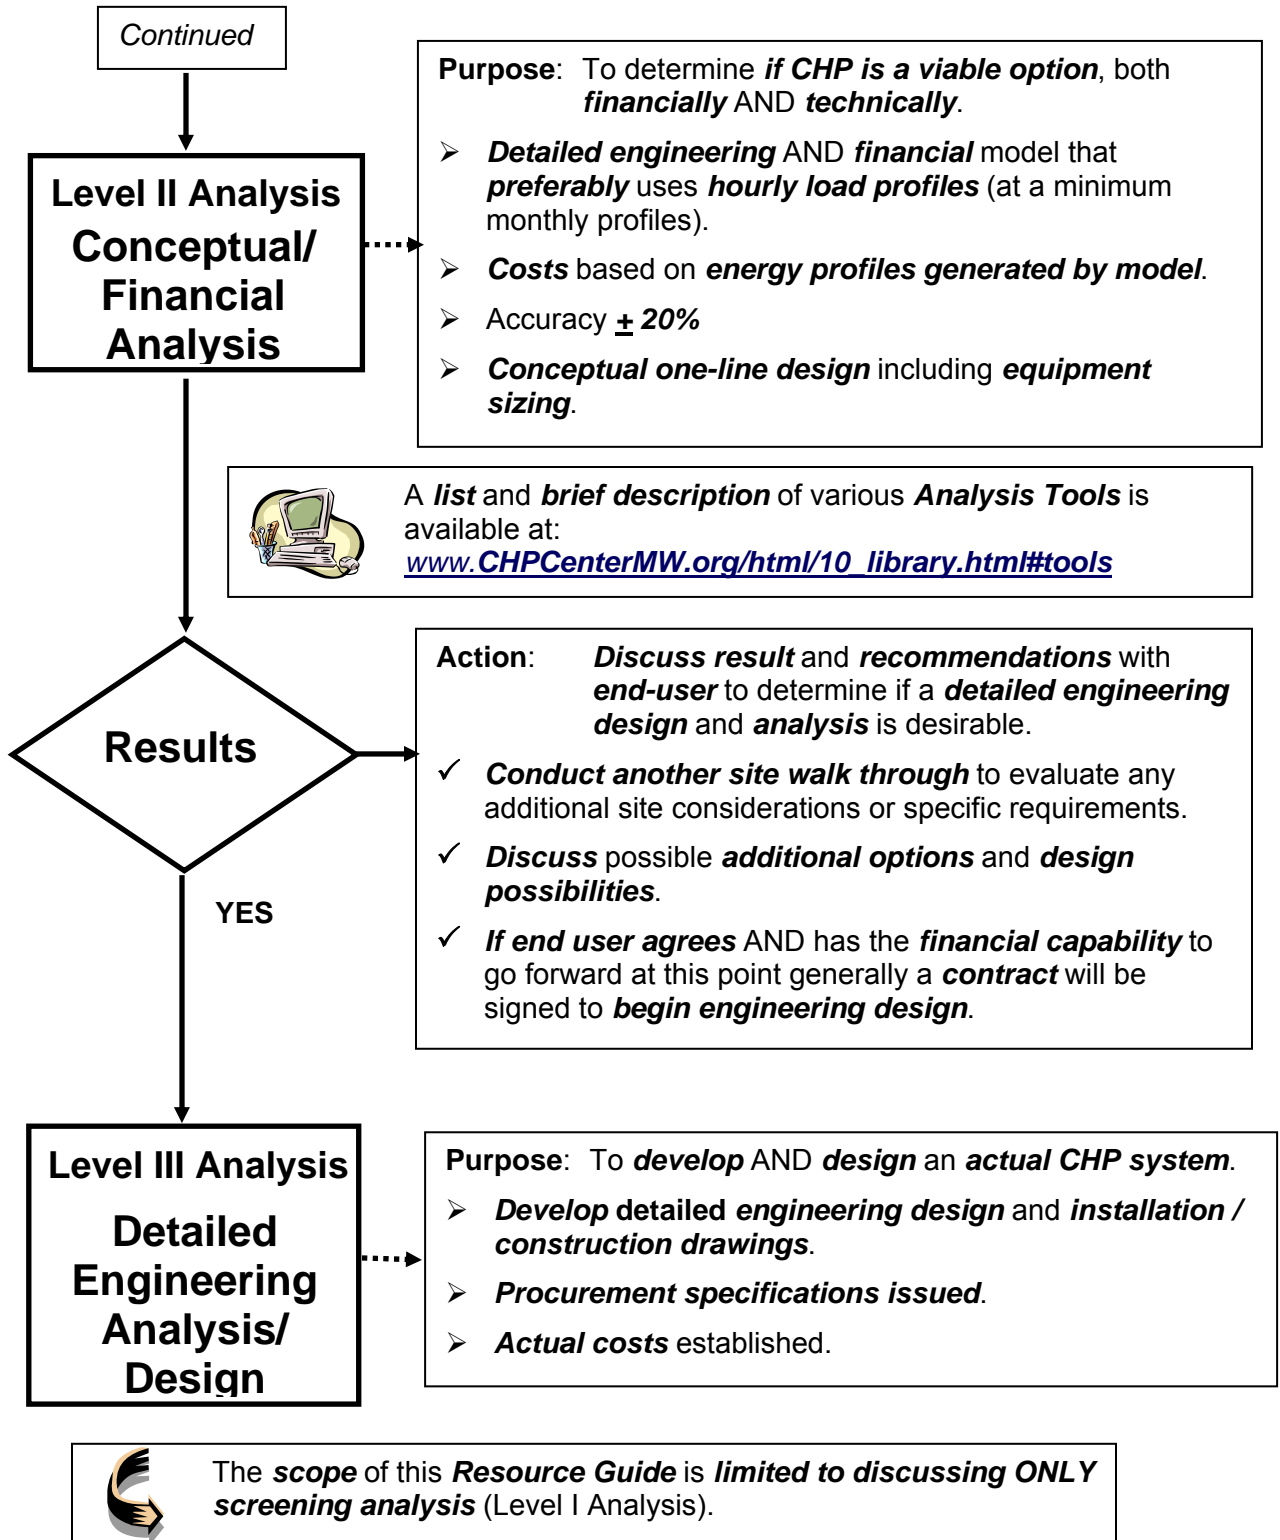 Continued
Purpose: To determine if CHP is a viable option, both
financially AND technically.
➢ Detailed engineering AND financial model that
preferably uses hourly load profiles (at a minimum
monthly profiles).
➢ Costs based on energy profiles generated by model.
➢ Accuracy + 20%
➢ Conceptual one-line design including equipment
sizing.
Level II Analysis
Conceptual/
Financial
Analysis
A list and brief description of various Analysis Tools is
available at:
www.CHPCenterMW.org/html/10_library.html#tools
Results
YES
Action: Discuss result and recommendations with
end-user to determine if a detailed engineering
design and analysis is desirable.
✓ Conduct another site walk through to evaluate any
additional site considerations or specific requirements.
✓ Discuss possible additional options and design
possibilities.
✓ If end user agrees AND has the financial capability to
go forward at this point generally a contract will be
signed to begin engineering design.
Level III Analysis
Detailed
Engineering
Analysis/
Design
Purpose: To develop AND design an actual CHP system.
➢ Develop detailed engineering design and installation /
construction drawings.
➢ Procurement specifications issued.
➢ Actual costs established.
The scope of this Resource Guide is limited to discussing ONLY
screening analysis (Level I Analysis).